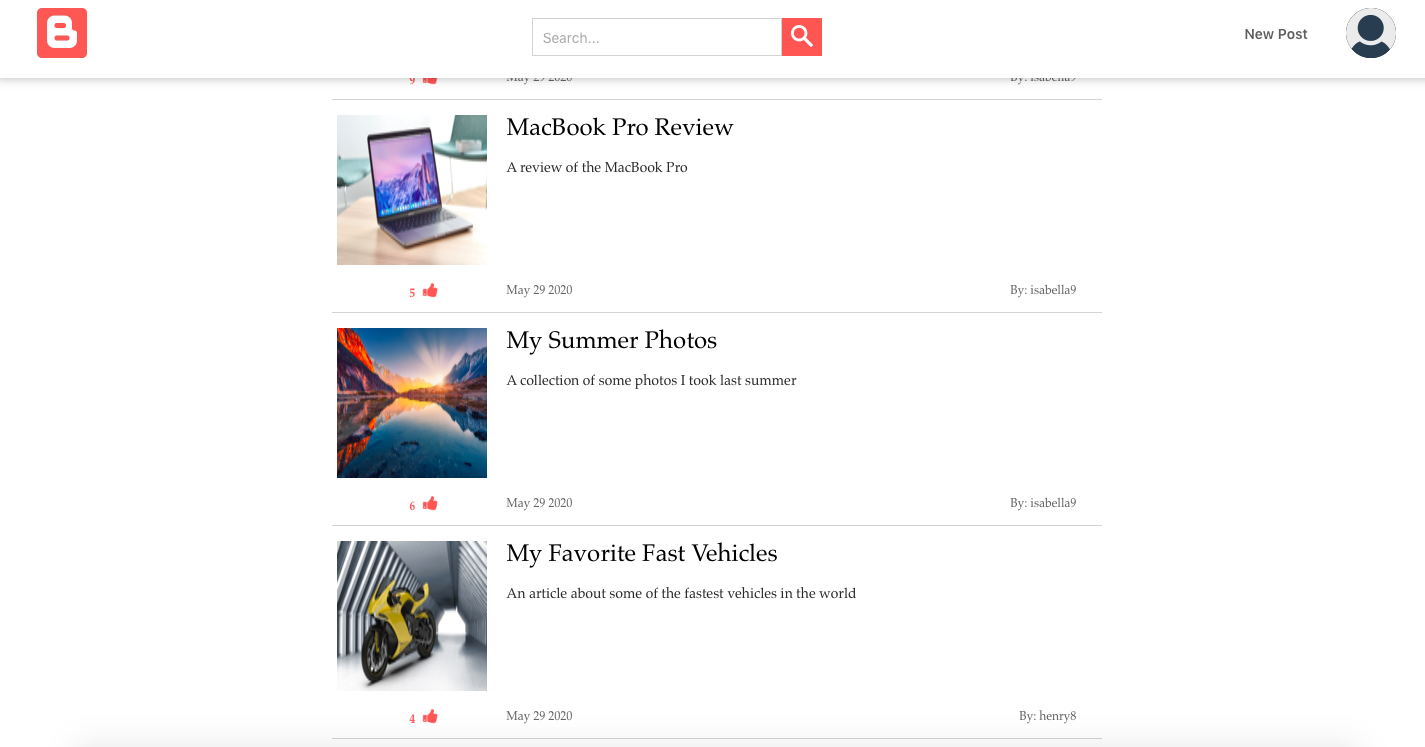 B
Search...
New Post
9 May 29 2020 By: isabella9
MacBook Pro Review
A review of the MacBook Pro
5 May 29 2020 By: isabella9
My Summer Photos
A collection of some photos I took last summer
6 May 29 2020 By: isabella9
My Favorite Fast Vehicles
An article about some of the fastest vehicles in the world
4 May 29 2020 By: henry8